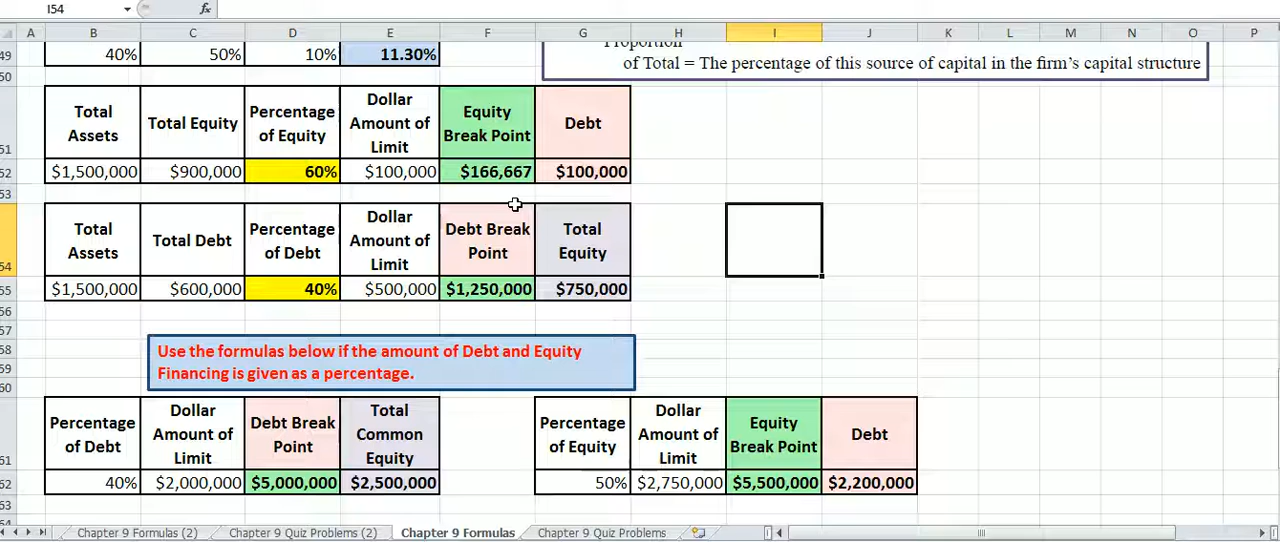 I54
fx
A B C D E F G H I J K L M N O P
49 40% 50% 10% 11.30%
Proportion
of Total = The percentage of this source of capital in the firm's capital structure
50
Total Assets Total Equity Percentage of Equity Dollar Amount of Limit Equity Break Point Debt
51
52 $1,500,000 $900,000 60% $100,000 $166,667 $100,000
53
Total Assets Total Debt Percentage of Debt Dollar Amount of Limit Debt Break Point Total Equity
54
55 $1,500,000 $600,000 40% $500,000 $1,250,000 $750,000
56
57
58 Use the formulas below if the amount of Debt and Equity
59 Financing is given as a percentage.
60
Percentage of Debt Dollar Amount of Limit Debt Break Point Total Common Equity Percentage of Equity Dollar Amount of Limit Equity Break Point Debt
61
62 40% $2,000,000 $5,000,000 $2,500,000 50% $2,750,000 $5,500,000 $2,200,000
63
Chapter 9 Formulas (2) Chapter 9 Quiz Problems (2) Chapter 9 Formulas Chapter 9 Quiz Problems